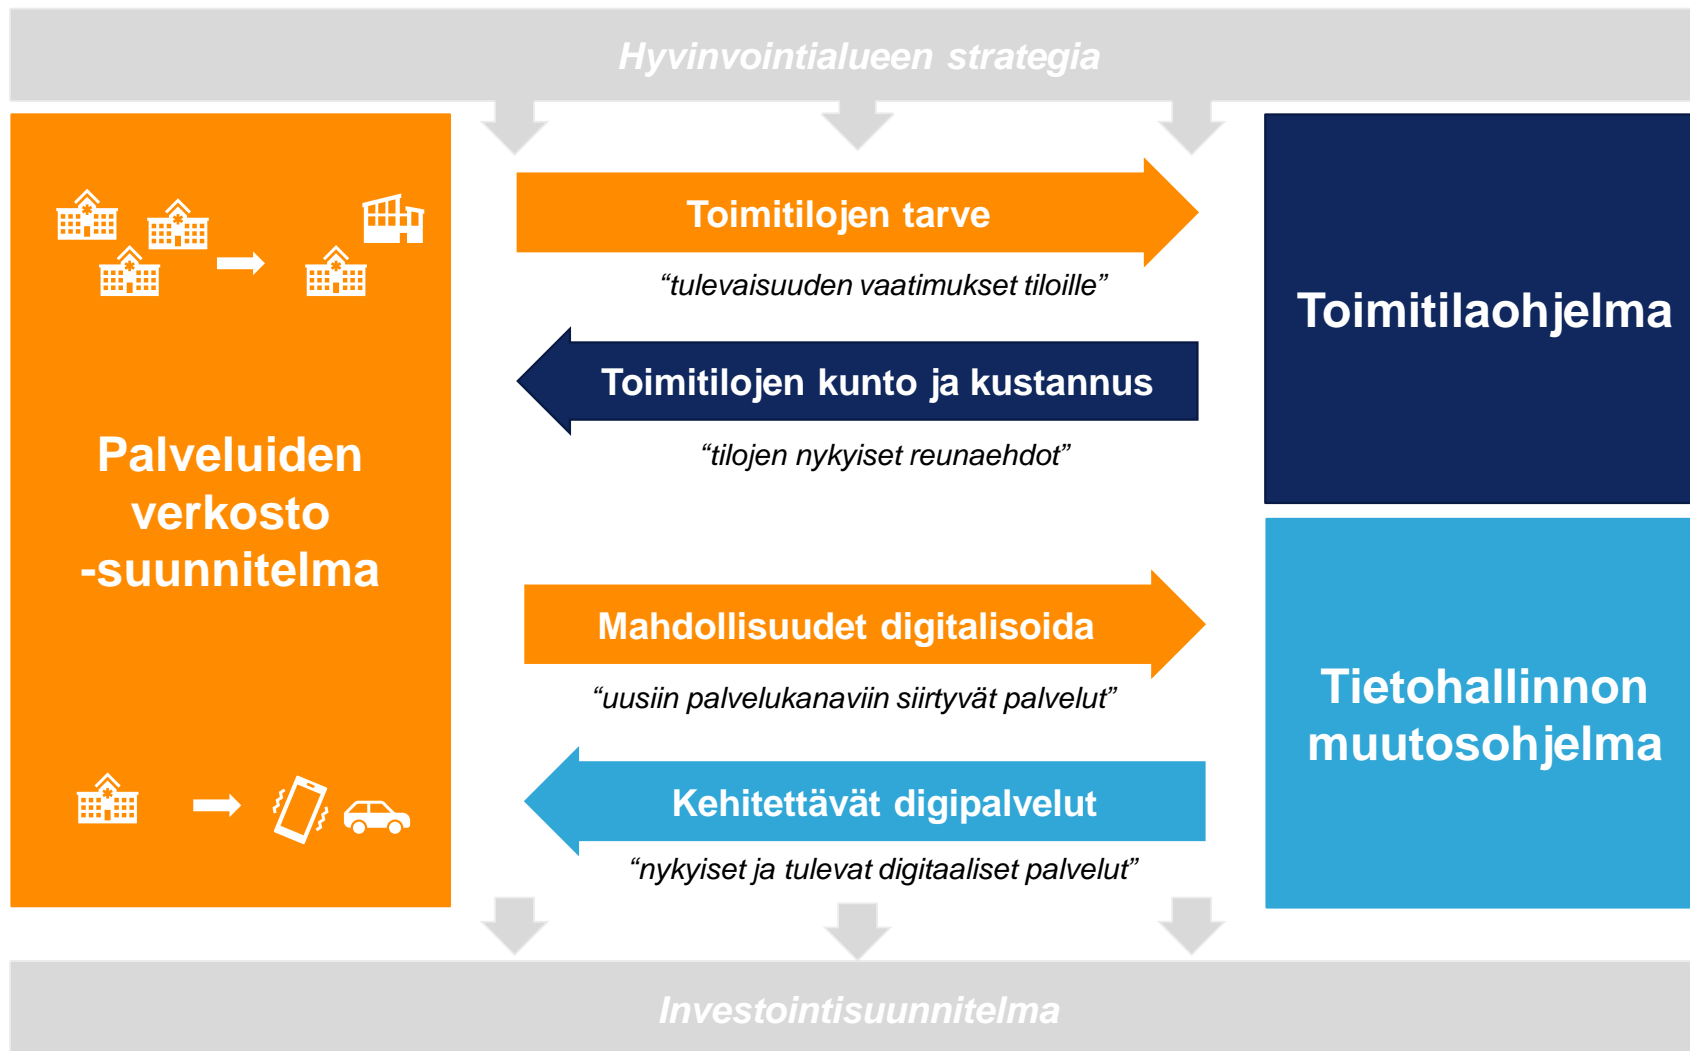 Hyvinvointialueen strategia
Toimitilojen tarve
“tulevaisuuden vaatimukset tiloille”
Toimitilojen kunto ja kustannus
“tilojen nykyiset reunaehdot”
Palveluiden
verkosto
-suunnitelma
Toimitilaohjelma
Mahdollisuudet digitalisoida
“uusiin palvelukanaviin siirtyvät palvelut”
Kehitettävät digipalvelut
“nykyiset ja tulevat digitaaliset palvelut”
Tietohallinnon
muutosohjelma
Investointisuunnitelma